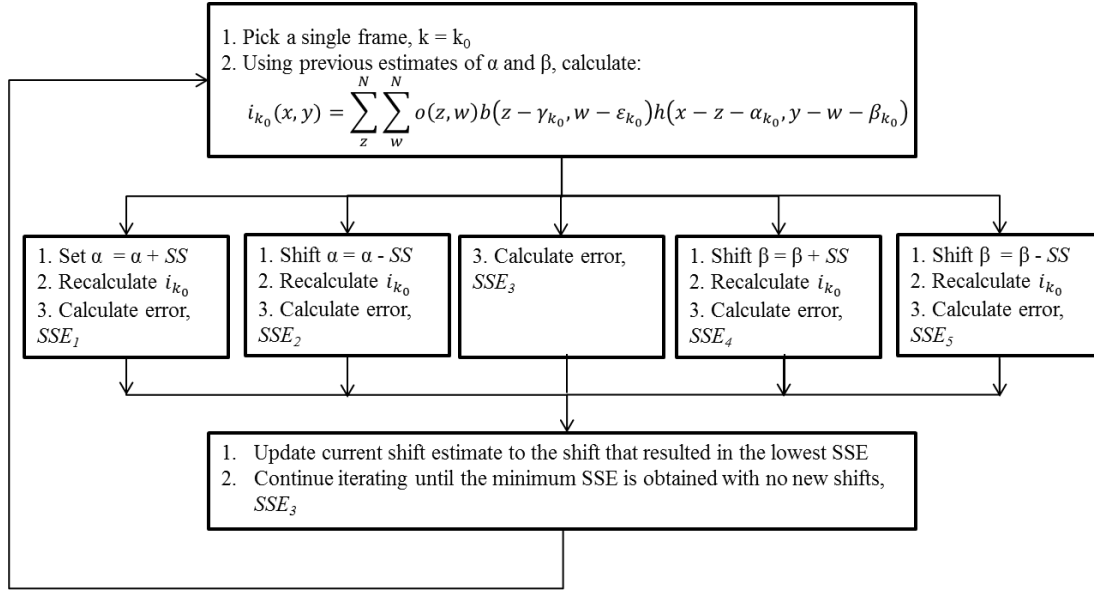 1. Pick a single frame, k = k₀
2. Using previous estimates of α and β, calculate:
i_{k₀}(x, y) = ∑_{z}^{N} ∑_{w}^{N} o(z, w)b(z − γ_{k₀}, w − ε_{k₀})h(x − z − α_{k₀}, y − w − β_{k₀})
1. Set α = α + SS
2. Recalculate i_{k₀}
3. Calculate error,
SSE₁
1. Shift α = α - SS
2. Recalculate i_{k₀}
3. Calculate error,
SSE₂
3. Calculate error,
SSE₃
1. Shift β = β + SS
2. Recalculate i_{k₀}
3. Calculate error,
SSE₄
1. Shift β = β - SS
2. Recalculate i_{k₀}
3. Calculate error,
SSE₅
1. Update current shift estimate to the shift that resulted in the lowest SSE
2. Continue iterating until the minimum SSE is obtained with no new shifts,
SSE₃